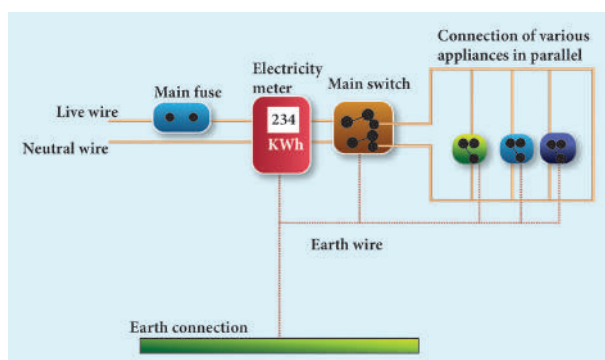 Connection of various
appliances in parallel
Electricity
meter
Main switch
Main fuse
Live wire
234
KWh
Neutral wire
Earth wire
Earth connection